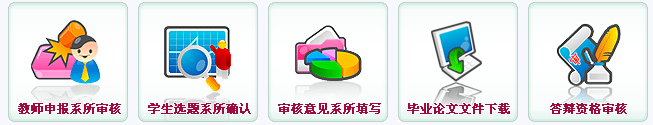 教师申报系所审核
学生选题系所确认
审核意见系所填写
毕业论文文件下载
答辩资格审核